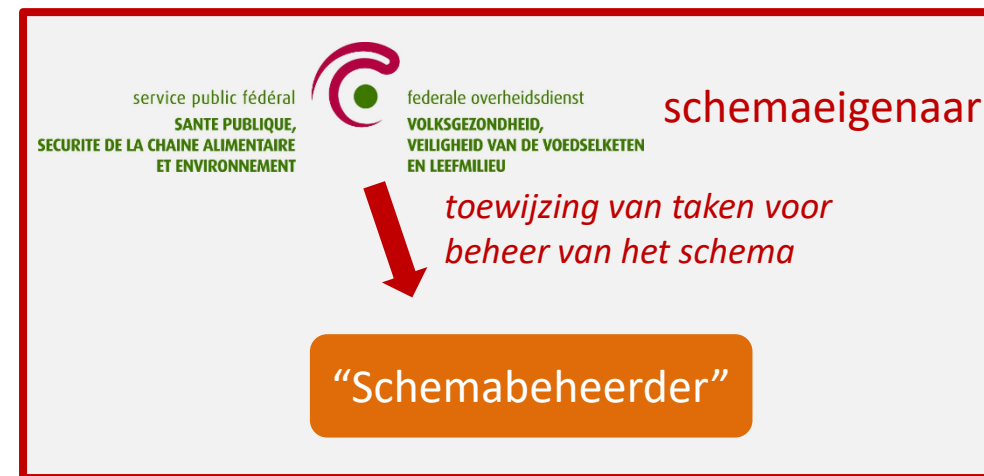 service public fédéral
SANTE PUBLIQUE,
SECURITE DE LA CHAINE ALIMENTAIRE
ET ENVIRONNEMENT
federale overheidsdienst
VOLKSGEZONDHEID,
VEILIGHEID VAN DE VOEDSELKETEN
EN LEEFMILIEU
schemaeigenaar
toewijzing van taken voor
beheer van het schema
“Schemabeheerder”